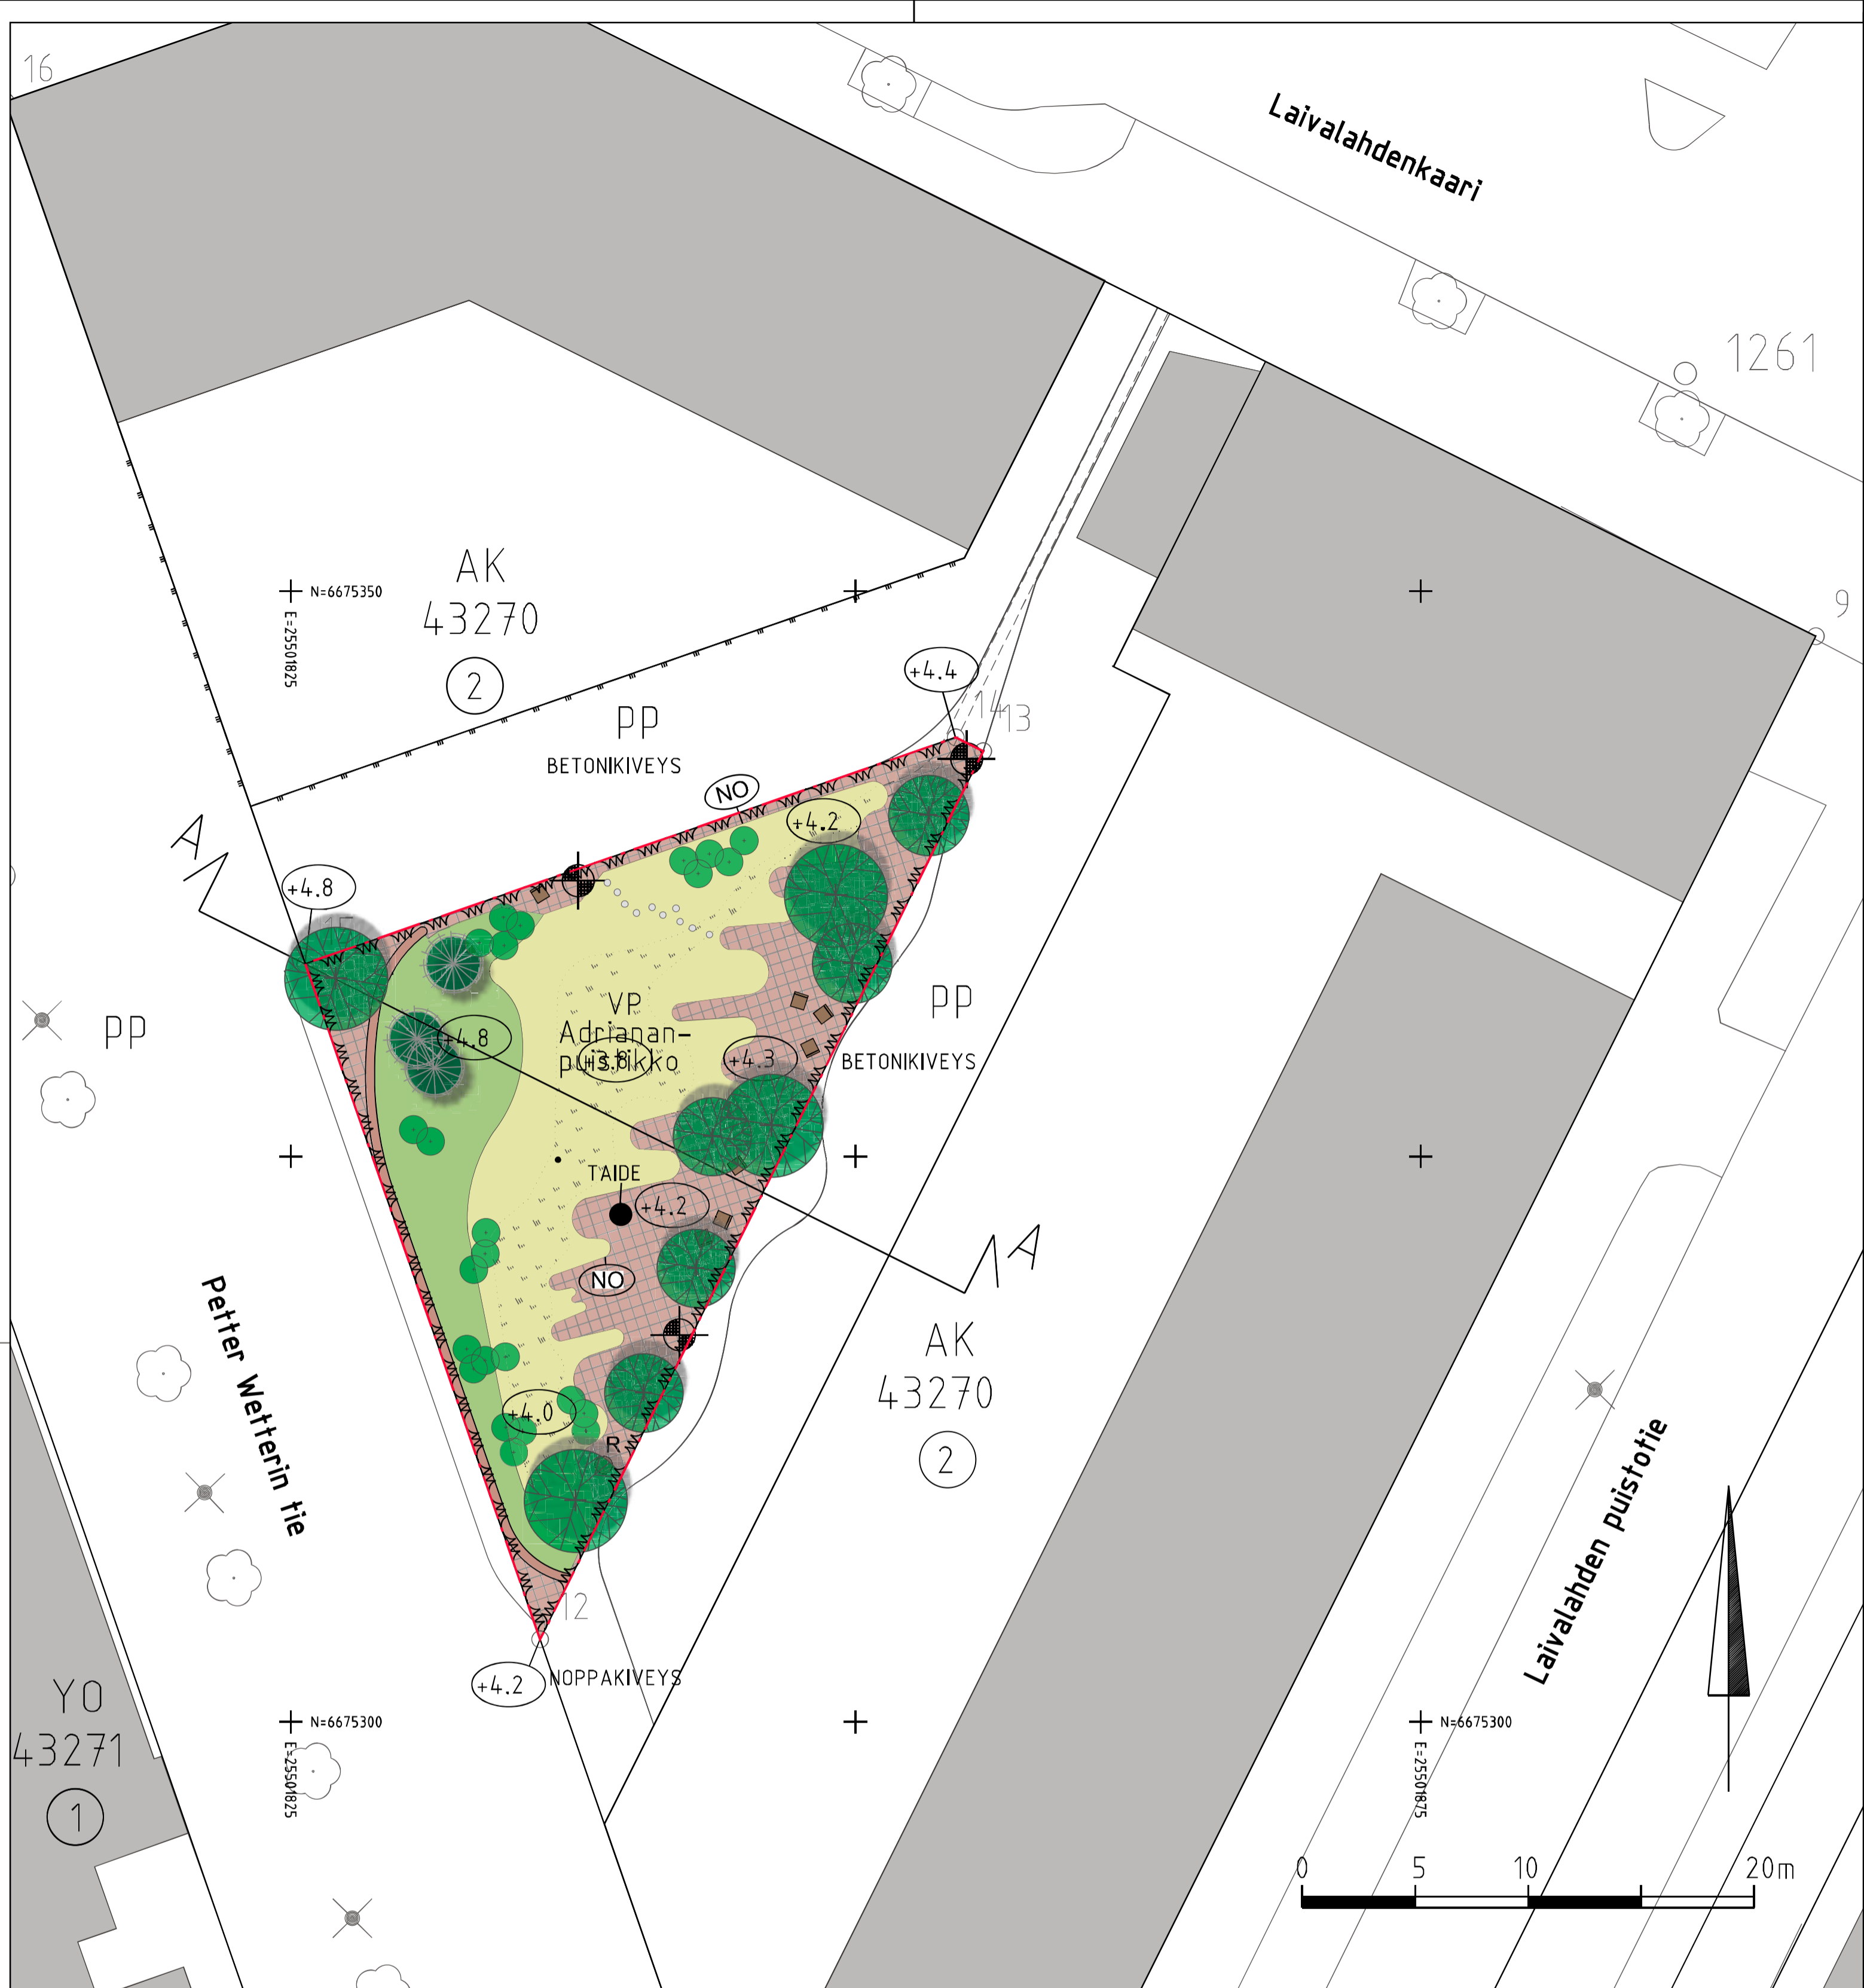 16
Laivalahdenkaari
1261
9
AK
43270
2
N=6675350
E=25501825
+4.4
14
13
PP
BETONIKIVEYS
NO
+4.2
A
+4.8
15
PP
+4.8
VP
Adrianan-
puistikko
+3.8
+4.3
PP
BETONIKIVEYS
TAIDE
+4.2
NO
A
Petter Wetterin tie
AK
43270
2
+4.0
R
12
+4.2
NOPPAKIVEYS
Laivalahden puistotie
YO
43271
1
N=6675300
E=25501825
N=6675300
E=25501875
0 5 10 20m